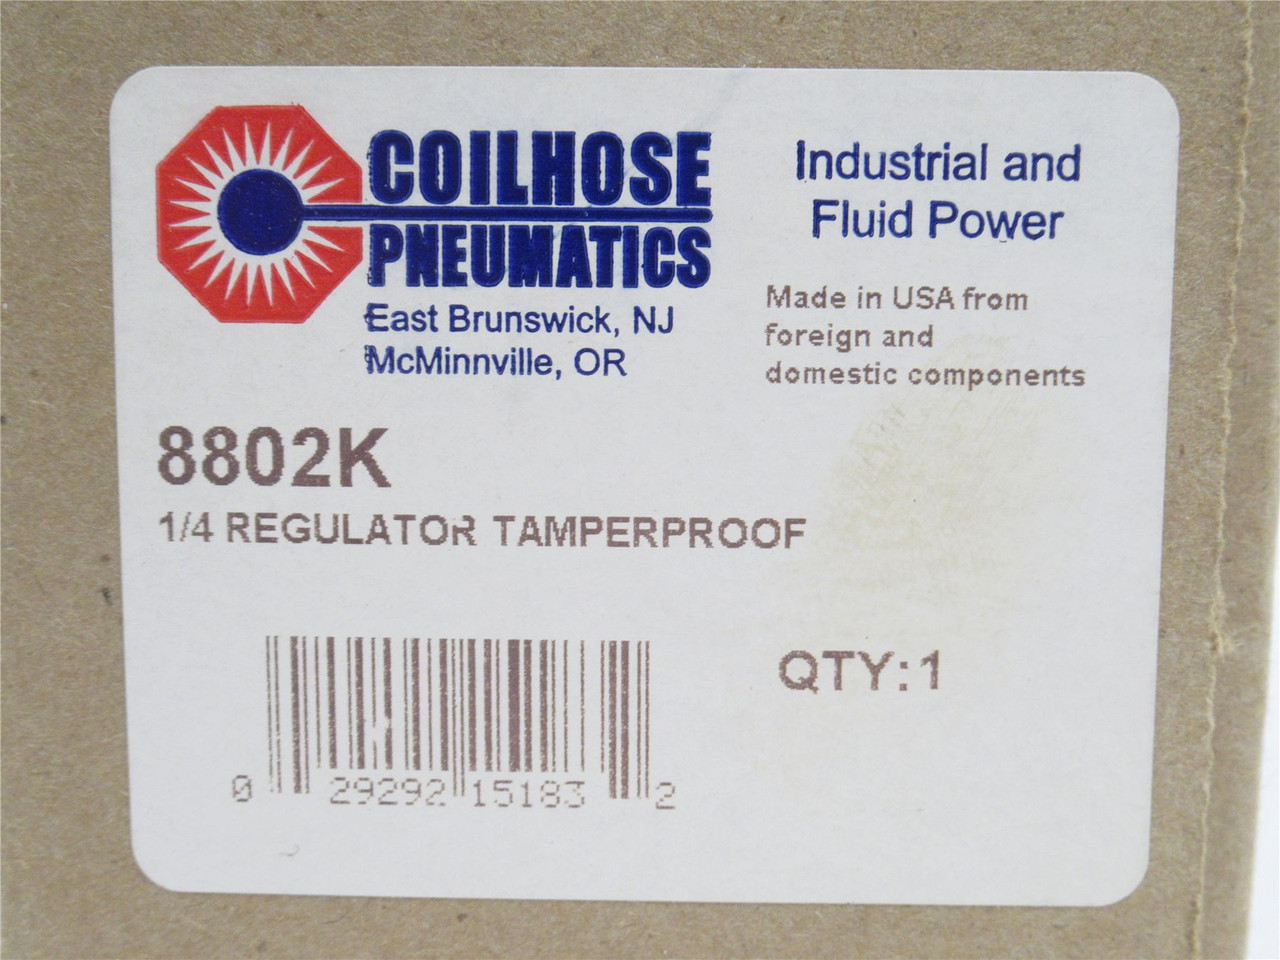 COILHOSE
PNEUMATICS
East Brunswick, NJ
McMinnville, OR
Industrial and
Fluid Power
Made in USA from
foreign and
domestic components
8802K
1/4 REGULATOR TAMPERPROOF
QTY:1
0 29292 15183 2